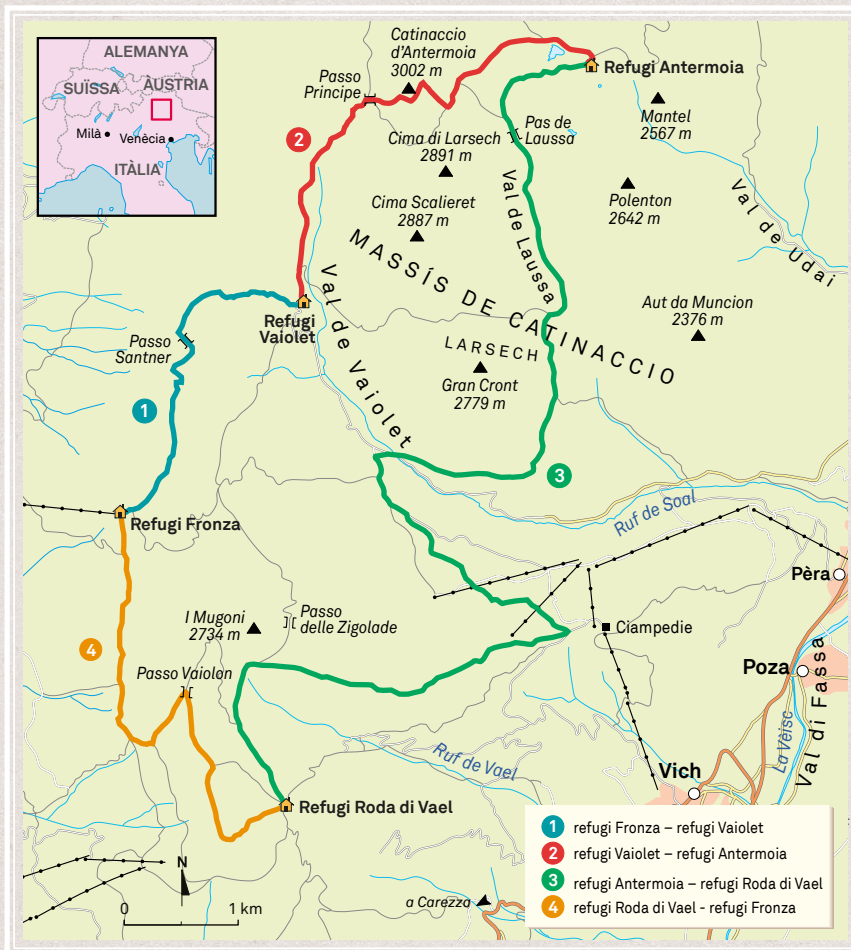 ALEMANYA
SUÏSSA
ÀUSTRIA
Milà
Venècia
ITÀLIA
Catinaccio
d'Antermoia
3002 m
Passo
Principe
Refugi Antermoia
Mantel
2567 m
2
Cima di Larsech
2891 m
Pas de
Laussa
Cima Scalieret
2887 m
Val de Laussa
Polenton
2642 m
Val de Udai
MASSÍS DE CATINACCIO
Refugi
Vaiolet
Val de Vaiolet
Aut da Muncion
2376 m
Passo
Santner
LARSECH
Gran Cront
2779 m
1
3
Refugi Fronza
Ruf de Soal
Pèra
I Mugoni
2734 m
Passo
delle Zigolade
Ciampedie
4
Passo Vaiolon
Poza
Val di Fassa
La Veisc
Ruf de Vael
Vich
Refugi Roda di Vael
N
0 1 km
a Carezza
1 refugi Fronza – refugi Vaiolet
2 refugi Vaiolet – refugi Antermoia
3 refugi Antermoia – refugi Roda di Vael
4 refugi Roda di Vael - refugi Fronza